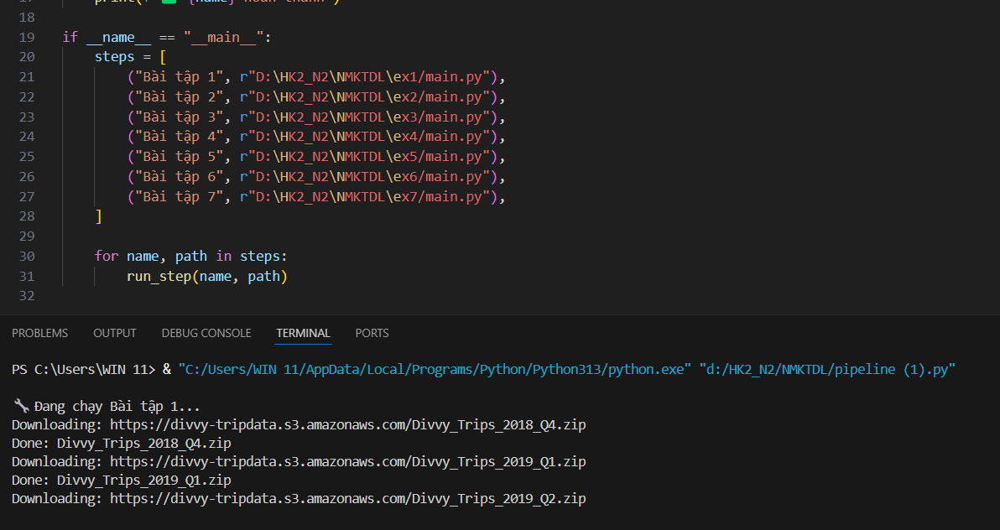 18
19 if __name__ == "__main__":
20 steps = [
21 ("Bài tập 1", r"D:\HK2_N2\NMKTDL\ex1/main.py"),
22 ("Bài tập 2", r"D:\HK2_N2\NMKTDL\ex2/main.py"),
23 ("Bài tập 3", r"D:\HK2_N2\NMKTDL\ex3/main.py"),
24 ("Bài tập 4", r"D:\HK2_N2\NMKTDL\ex4/main.py"),
25 ("Bài tập 5", r"D:\HK2_N2\NMKTDL\ex5/main.py"),
26 ("Bài tập 6", r"D:\HK2_N2\NMKTDL\ex6/main.py"),
27 ("Bài tập 7", r"D:\HK2_N2\NMKTDL\ex7/main.py"),
28 ]
29
30 for name, path in steps:
31 run_step(name, path)
32
PROBLEMS OUTPUT DEBUG CONSOLE TERMINAL PORTS
PS C:\Users\WIN 11> & "C:/Users/WIN 11/AppData/Local/Programs/Python/Python313/python.exe" "d:/HK2_N2/NMKTDL/pipeline (1).py"
🔧 Đang chạy Bài tập 1...
Downloading: https://divvy-tripdata.s3.amazonaws.com/Divvy_Trips_2018_Q4.zip
Done: Divvy_Trips_2018_Q4.zip
Downloading: https://divvy-tripdata.s3.amazonaws.com/Divvy_Trips_2019_Q1.zip
Done: Divvy_Trips_2019_Q1.zip
Downloading: https://divvy-tripdata.s3.amazonaws.com/Divvy_Trips_2019_Q2.zip